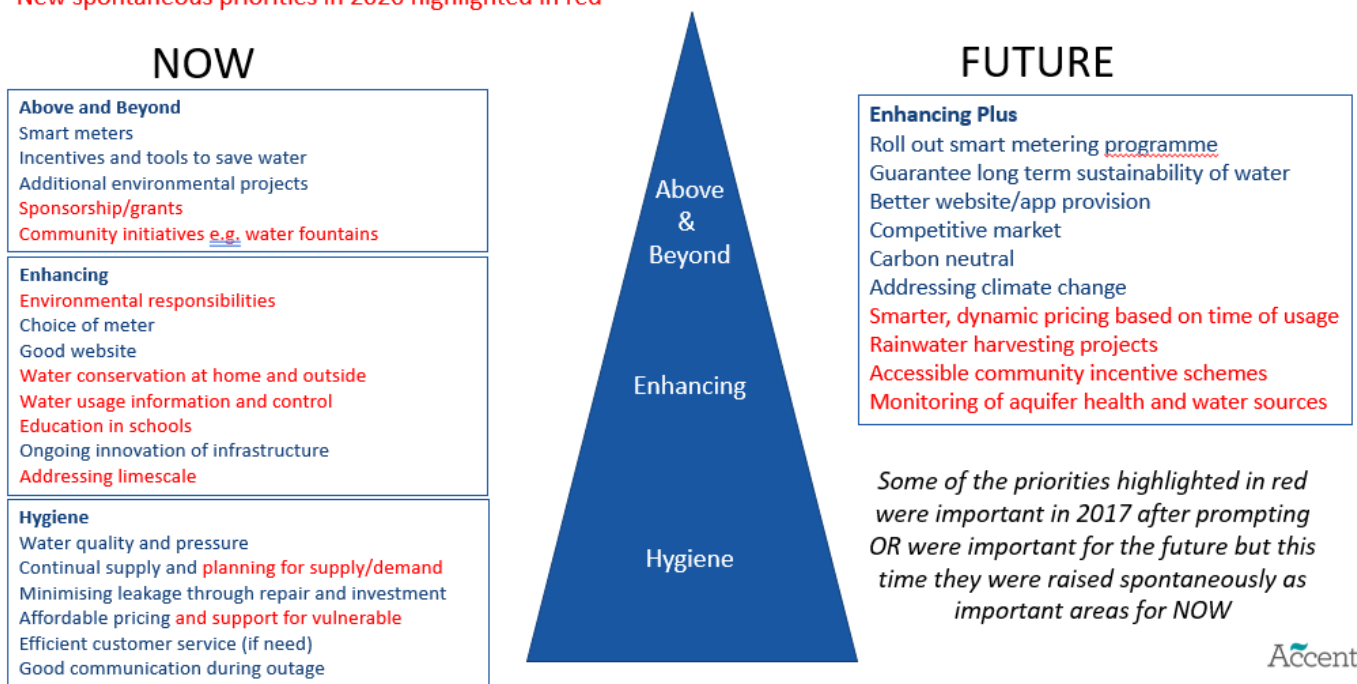 New spontaneous priorities in 2020 highlighted in red
NOW
Above and Beyond
Smart meters
Incentives and tools to save water
Additional environmental projects
Sponsorship/grants
Community initiatives e.g. water fountains
Enhancing
Environmental responsibilities
Choice of meter
Good website
Water conservation at home and outside
Water usage information and control
Education in schools
Ongoing innovation of infrastructure
Addressing limescale
Hygiene
Water quality and pressure
Continual supply and planning for supply/demand
Minimising leakage through repair and investment
Affordable pricing and support for vulnerable
Efficient customer service (if need)
Good communication during outage
Above
&
Beyond
Enhancing
Hygiene
FUTURE
Enhancing Plus
Roll out smart metering programme
Guarantee long term sustainability of water
Better website/app provision
Competitive market
Carbon neutral
Addressing climate change
Smarter, dynamic pricing based on time of usage
Rainwater harvesting projects
Accessible community incentive schemes
Monitoring of aquifer health and water sources
Some of the priorities highlighted in red
were important in 2017 after prompting
OR were important for the future but this
time they were raised spontaneously as
important areas for NOW
Accent